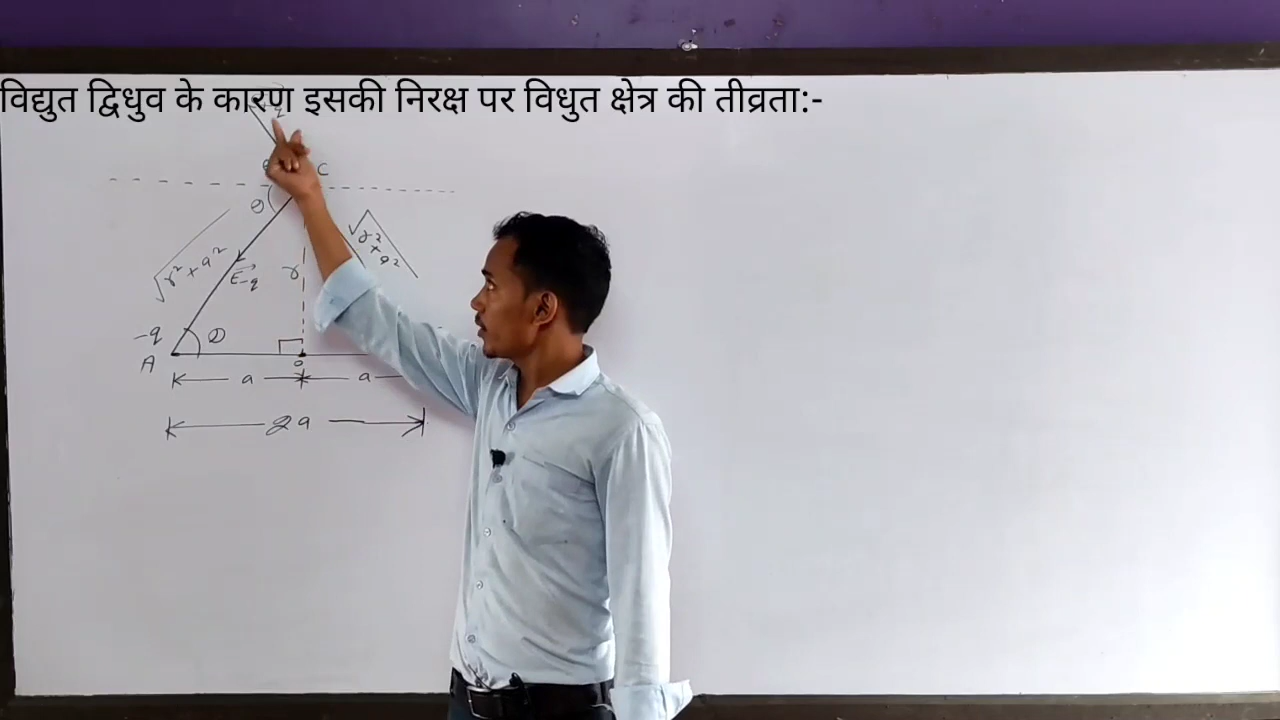 विद्युत द्विधुव के कारण इसकी निरक्ष पर विधुत क्षेत्र की तीव्रता:-
C
θ
√r²+a²
E-q
r
√r²+a²
-q
θ
A
o
a
a
2a